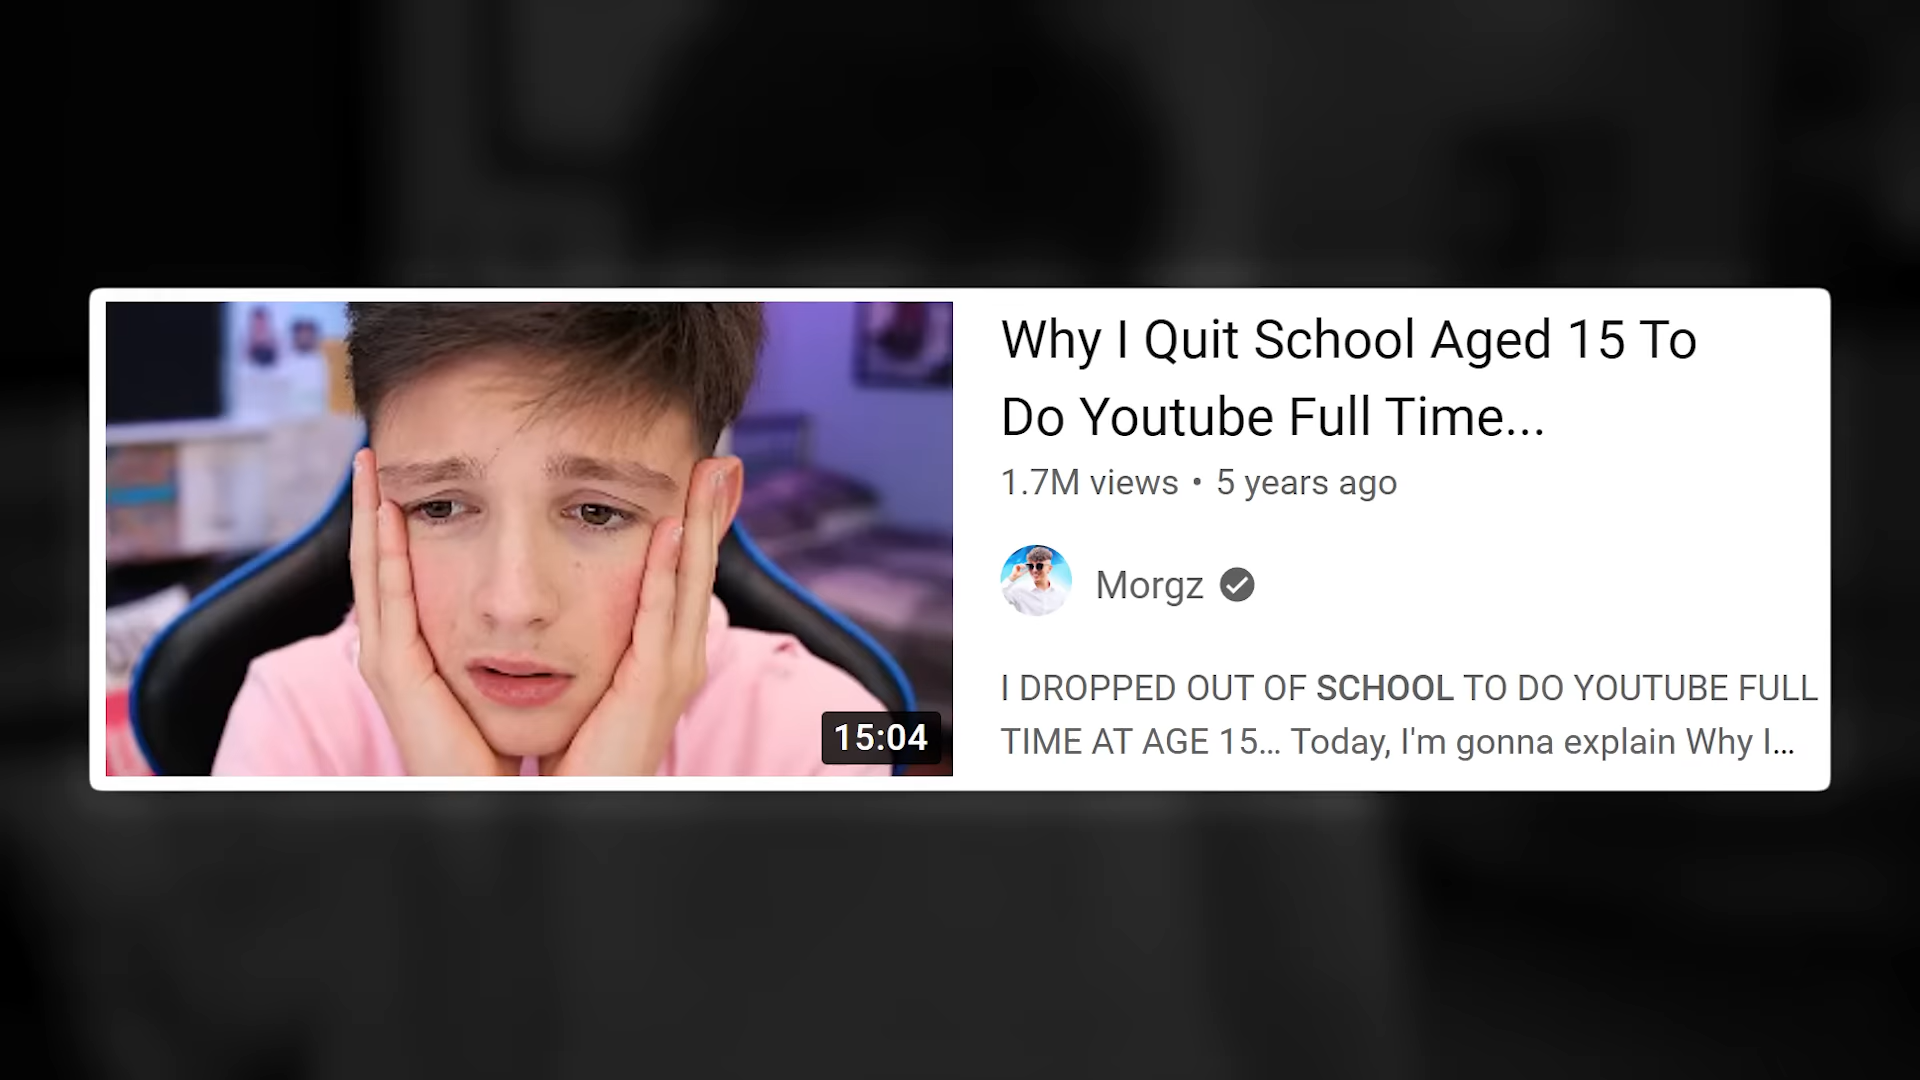 Why I Quit School Aged 15 To
Do Youtube Full Time...
1.7M views • 5 years ago
Morgz
I DROPPED OUT OF SCHOOL TO DO YOUTUBE FULL
TIME AT AGE 15... Today, I'm gonna explain Why I...
15:04